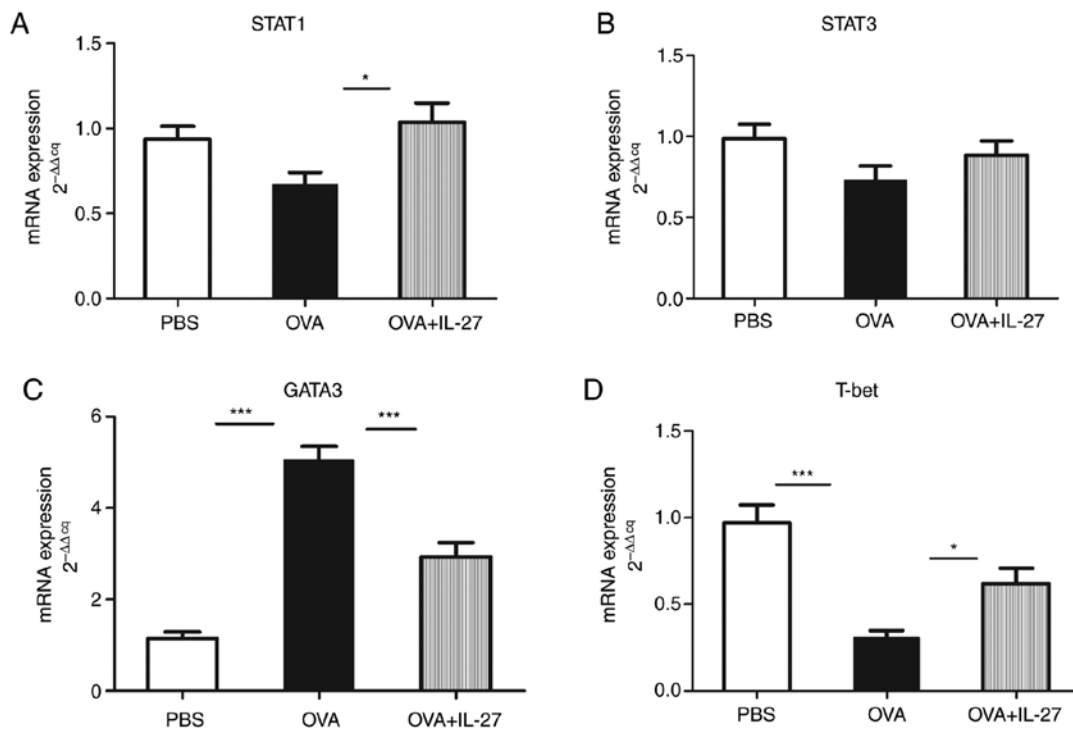 A
STAT1
mRNA expression
2−ΔΔcq
1.5
1.0
0.5
0.0
*
PBS
OVA
OVA+IL-27
B
STAT3
mRNA expression
2−ΔΔcq
1.5
1.0
0.5
0.0
PBS
OVA
OVA+IL-27
C
GATA3
mRNA expression
2−ΔΔcq
6
4
2
0
***
***
PBS
OVA
OVA+IL-27
D
T-bet
mRNA expression
2−ΔΔcq
1.5
1.0
0.5
0.0
***
*
PBS
OVA
OVA+IL-27